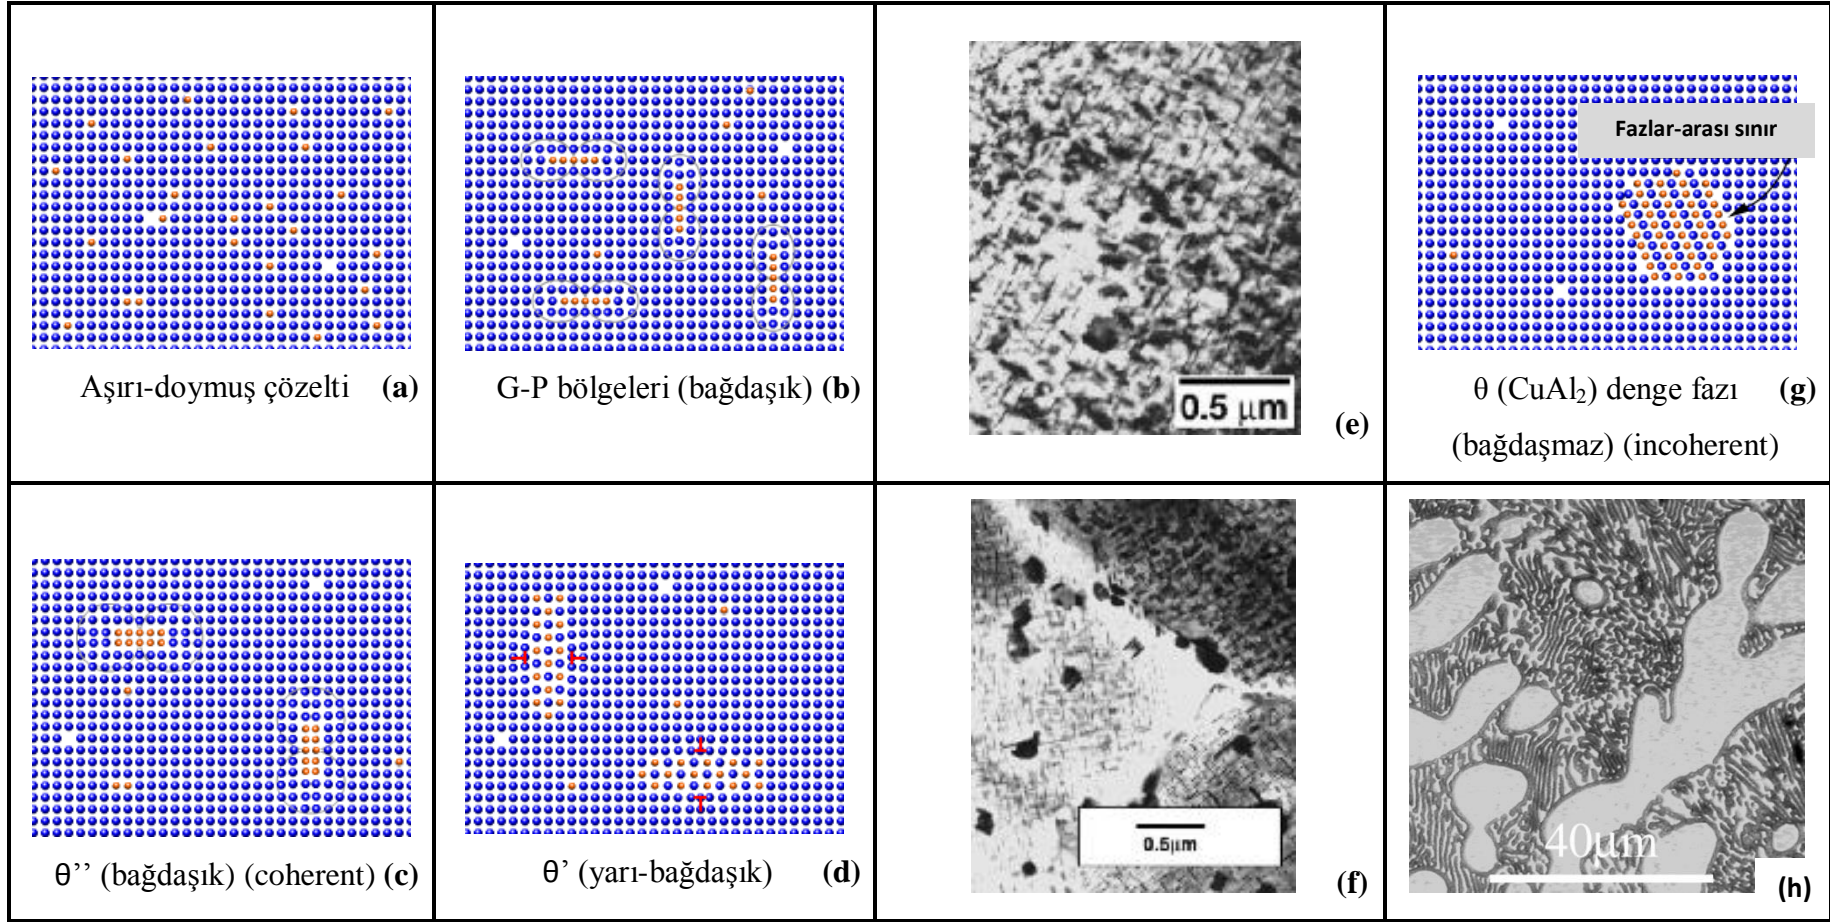 Aşırı-doymuş çözelti (a)
G-P bölgeleri (bağdaşık) (b)
0.5 μm
(e)
Fazlar-arası sınır
θ (CuAl₂) denge fazı (g)
(bağdaşmaz) (incoherent)
θ’’ (bağdaşık) (coherent) (c)
θ’ (yarı-bağdaşık) (d)
0.5μm
(f)
40μm
(h)